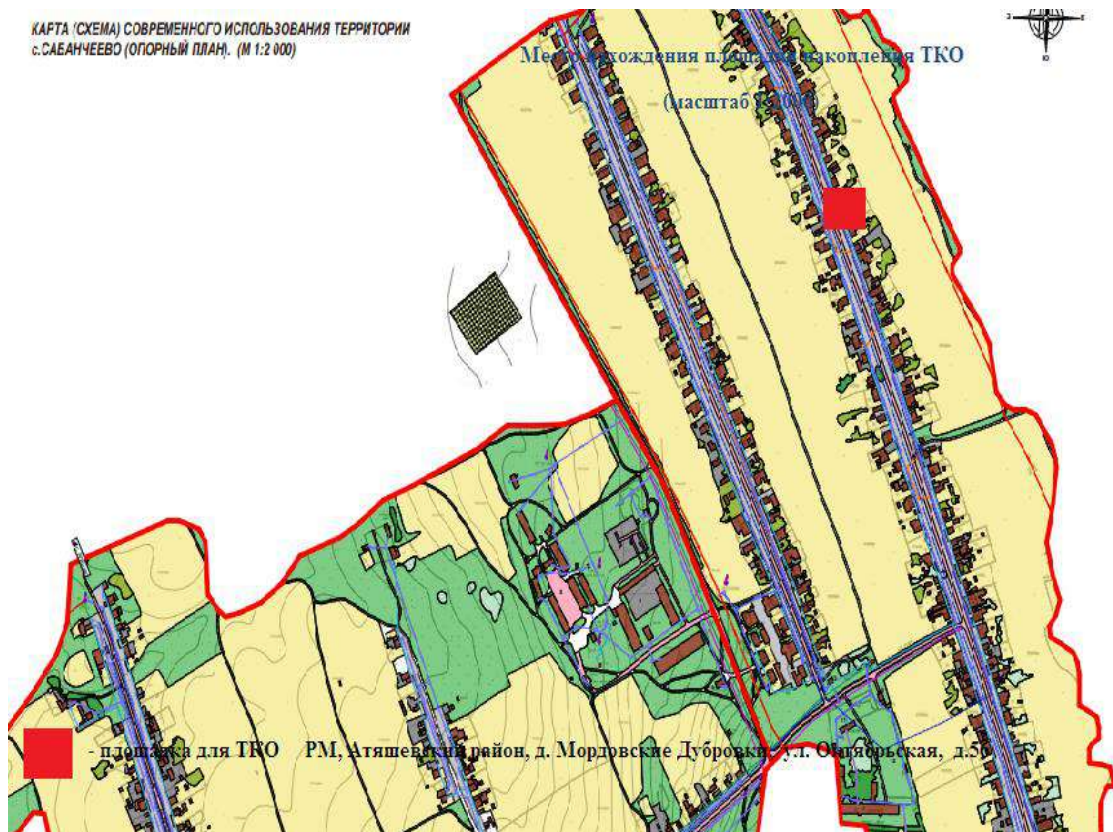 КАРТА (СХЕМА) СОВРЕМЕННОГО ИСПОЛЬЗОВАНИЯ ТЕРРИТОРИИ
с.САБАНЧЕЕВО (ОПОРНЫЙ ПЛАН). (М 1:2 000)
Место нахождения площадки накопления ТКО
(масштаб
- площадка для ТКО РМ, Атяшевский район, д. Мордовские Дубровки, ул. Октябрьская, д.56